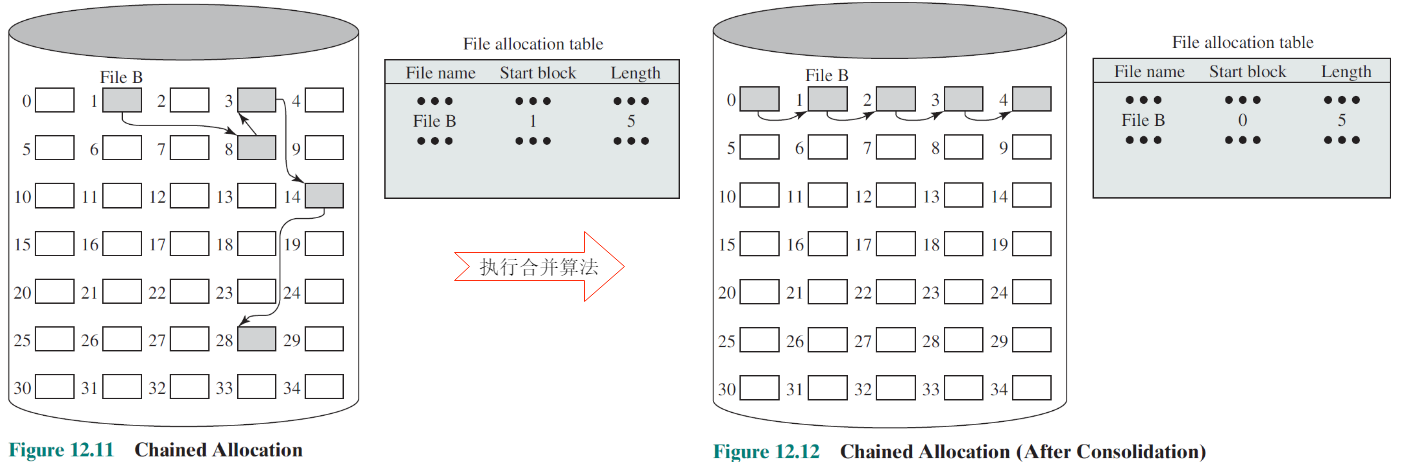 File allocation table
File name Start block Length
••• ••• •••
File B 1 5
••• ••• •••
File B
0 1 2 3 4
5 6 7 8 9
10 11 12 13 14
15 16 17 18 19
20 21 22 23 24
25 26 27 28 29
30 31 32 33 34
Figure 12.11 Chained Allocation
执行合并算法
File allocation table
File name Start block Length
••• ••• •••
File B 0 5
••• ••• •••
File B
0 1 2 3 4
5 6 7 8 9
10 11 12 13 14
15 16 17 18 19
20 21 22 23 24
25 26 27 28 29
30 31 32 33 34
Figure 12.12 Chained Allocation (After Consolidation)